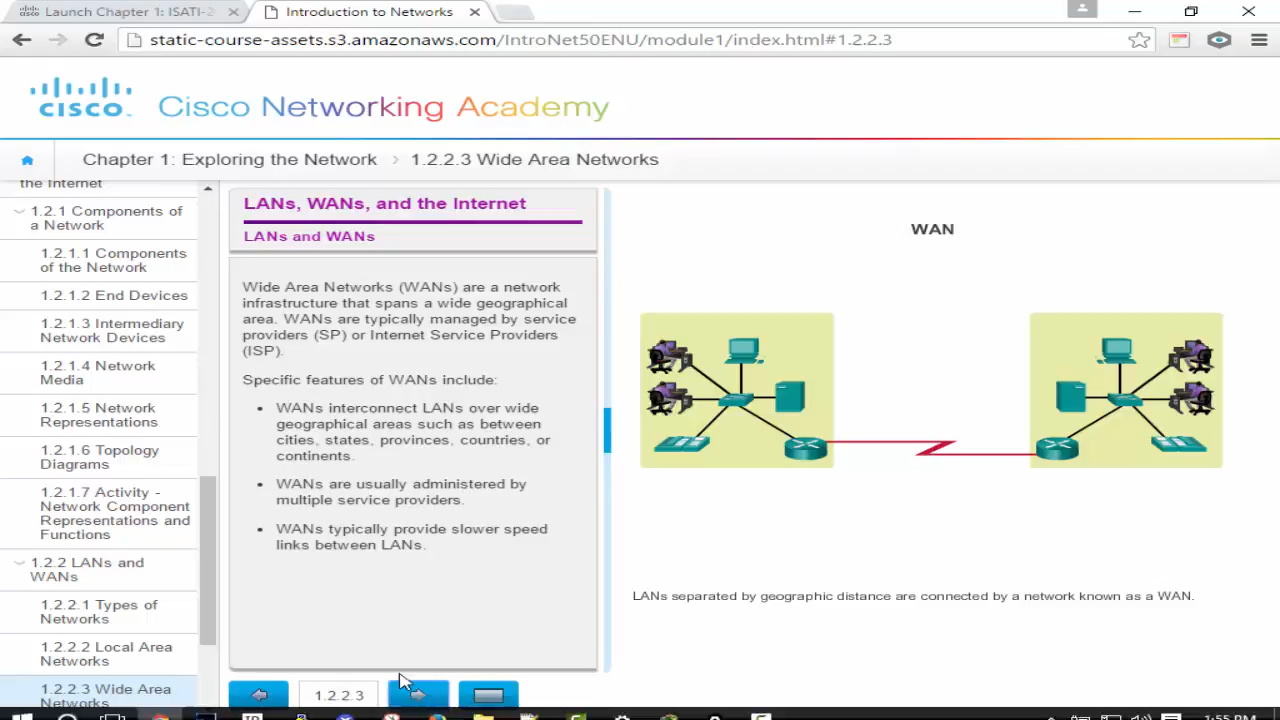 Launch Chapter 1: ISATI-2
Introduction to Networks
static-course-assets.s3.amazonaws.com/IntroNet50ENU/module1/index.html#1.2.2.3
CISCO. Cisco Networking Academy
Chapter 1: Exploring the Network > 1.2.2.3 Wide Area Networks
the Internet
1.2.1 Components of
a Network
1.2.1.1 Components
of the Network
1.2.1.2 End Devices
1.2.1.3 Intermediary
Network Devices
1.2.1.4 Network
Media
1.2.1.5 Network
Representations
1.2.1.6 Topology
Diagrams
1.2.1.7 Activity -
Network Component
Representations and
Functions
1.2.2 LANs and
WANs
1.2.2.1 Types of
Networks
1.2.2.2 Local Area
Networks
1.2.2.3 Wide Area
Networks
LANs, WANs, and the Internet
LANs and WANs
Wide Area Networks (WANs) are a network
infrastructure that spans a wide geographical
area. WANs are typically managed by service
providers (SP) or Internet Service Providers
(ISP).
Specific features of WANs include:
• WANs interconnect LANs over wide
geographical areas such as between
cities, states, provinces, countries, or
continents.
• WANs are usually administered by
multiple service providers.
• WANs typically provide slower speed
links between LANs.
1.2.2.3
WAN
LANs separated by geographic distance are connected by a network known as a WAN.
1:55 PM